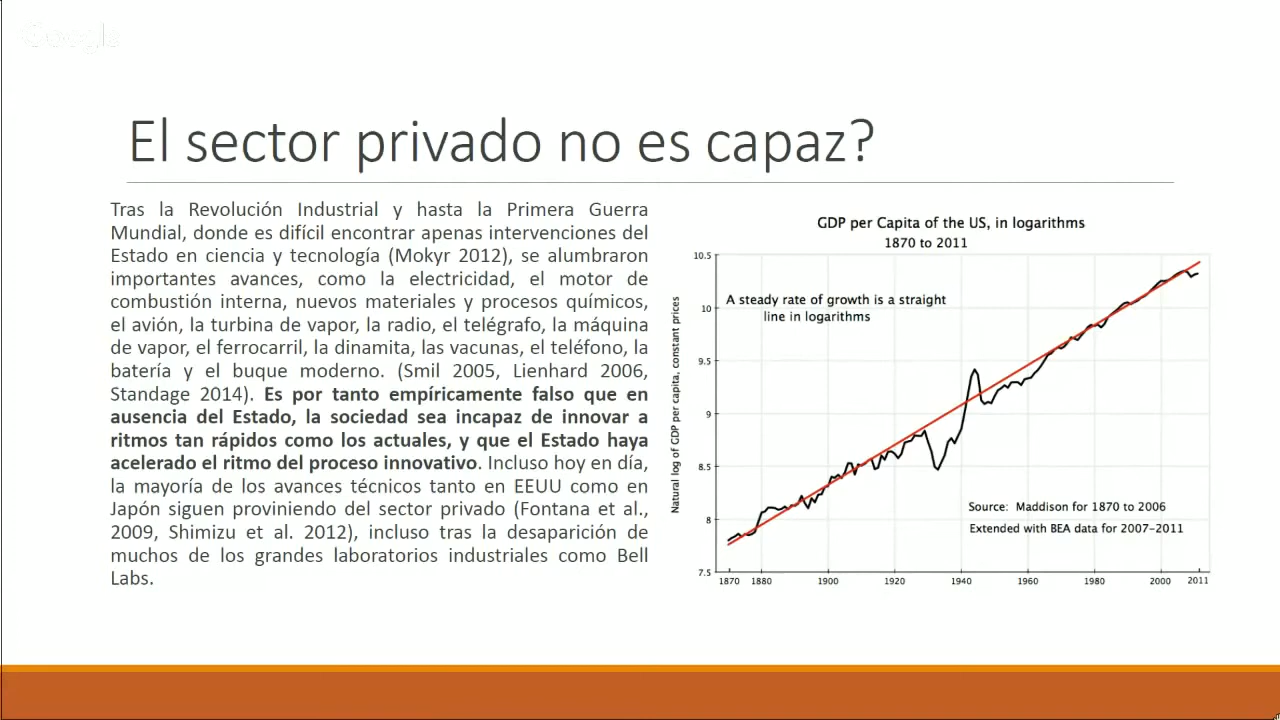 Google
El sector privado no es capaz?
Tras la Revolución Industrial y hasta la Primera Guerra
Mundial, donde es difícil encontrar apenas intervenciones del
Estado en ciencia y tecnología (Mokyr 2012), se alumbraron
importantes avances, como la electricidad, el motor de
combustión interna, nuevos materiales y procesos químicos,
el avión, la turbina de vapor, la radio, el telégrafo, la máquina
de vapor, el ferrocarril, la dinamita, las vacunas, el teléfono, la
batería y el buque moderno. (Smil 2005, Lienhard 2006,
Standage 2014). Es por tanto empíricamente falso que en
ausencia del Estado, la sociedad sea incapaz de innovar a
ritmos tan rápidos como los actuales, y que el Estado haya
acelerado el ritmo del proceso innovativo. Incluso hoy en día,
la mayoría de los avances técnicos tanto en EEUU como en
Japón siguen proviniendo del sector privado (Fontana et al.,
2009, Shimizu et al. 2012), incluso tras la desaparición de
muchos de los grandes laboratorios industriales como Bell
Labs.
GDP per Capita of the US, in logarithms
1870 to 2011
Natural log of GDP per capita, constant prices
10.5
10
9.5
9
8.5
8
7.5
A steady rate of growth is a straight
line in logarithms
Source: Maddison for 1870 to 2006
Extended with BEA data for 2007-2011
1870 1880 1900 1920 1940 1960 1980 2000 2011